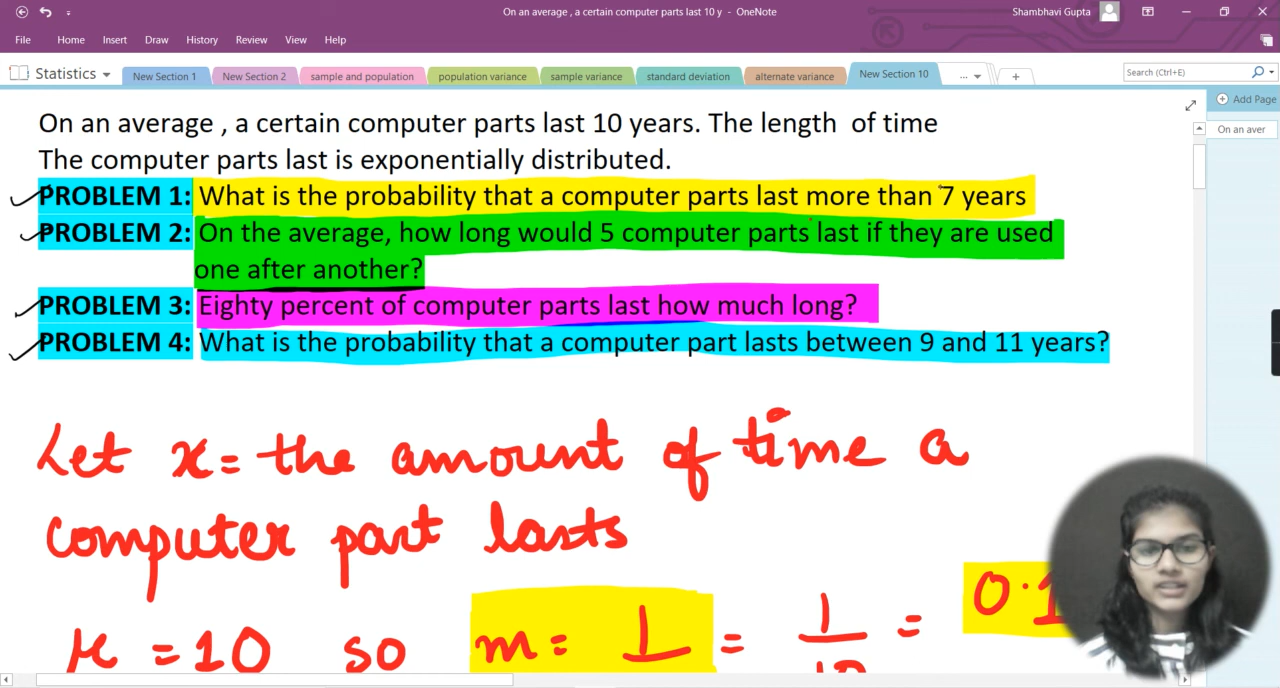 On an average , a certain computer parts last 10 y - OneNote
Shambhavi Gupta
File Home Insert Draw History Review View Help
Statistics New Section 1 New Section 2 sample and population population variance sample variance standard deviation alternate variance New Section 10 ... + Search (Ctrl+E)
Add Page
On an aver
On an average , a certain computer parts last 10 years. The length of time
The computer parts last is exponentially distributed.
PROBLEM 1: What is the probability that a computer parts last more than 7 years
PROBLEM 2: On the average, how long would 5 computer parts last if they are used
one after another?
PROBLEM 3: Eighty percent of computer parts last how much long?
PROBLEM 4: What is the probability that a computer part lasts between 9 and 11 years?
Let x = the amount of time a
computer part lasts
μ = 10 so m = 1 = 1/10 = 0.1